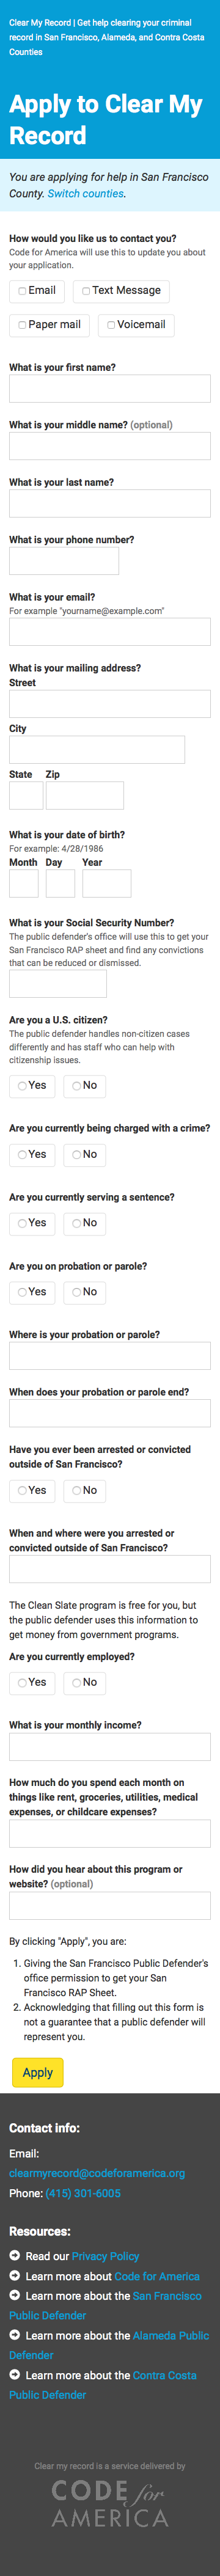 Clear My Record | Get help clearing your criminal
record in San Francisco, Alameda, and Contra Costa
Counties
Apply to Clear My
Record
You are applying for help in San Francisco
County. Switch counties.
How would you like us to contact you?
Code for America will use this to update you about
your application.
Email Text Message
Paper mail Voicemail
What is your first name?
What is your middle name? (optional)
What is your last name?
What is your phone number?
What is your email?
For example "yourname@example.com"
What is your mailing address?
Street
City
State Zip
What is your date of birth?
For example: 4/28/1986
Month Day Year
What is your Social Security Number?
The public defender's office will use this to get your
San Francisco RAP sheet and find any convictions
that can be reduced or dismissed.
Are you a U.S. citizen?
The public defender handles non-citizen cases
differently and has staff who can help with
citizenship issues.
Yes No
Are you currently being charged with a crime?
Yes No
Are you currently serving a sentence?
Yes No
Are you on probation or parole?
Yes No
Where is your probation or parole?
When does your probation or parole end?
Have you ever been arrested or convicted
outside of San Francisco?
Yes No
When and where were you arrested or
convicted outside of San Francisco?
The Clean Slate program is free for you, but
the public defender uses this information to
get money from government programs.
Are you currently employed?
Yes No
What is your monthly income?
How much do you spend each month on
things like rent, groceries, utilities, medical
expenses, or childcare expenses?
How did you hear about this program or
website? (optional)
By clicking "Apply", you are:
1. Giving the San Francisco Public Defender's
office permission to get your San
Francisco RAP Sheet.
2. Acknowledging that filling out this form is
not a guarantee that a public defender will
represent you.
Apply
Contact info:
Email:
clearmyrecord@codeforamerica.org
Phone: (415) 301-6005
Resources:
Read our Privacy Policy
Learn more about Code for America
Learn more about the San Francisco
Public Defender
Learn more about the Alameda Public
Defender
Learn more about the Contra Costa
Public Defender
Clear my record is a service delivered by
CODE for
AMERICA